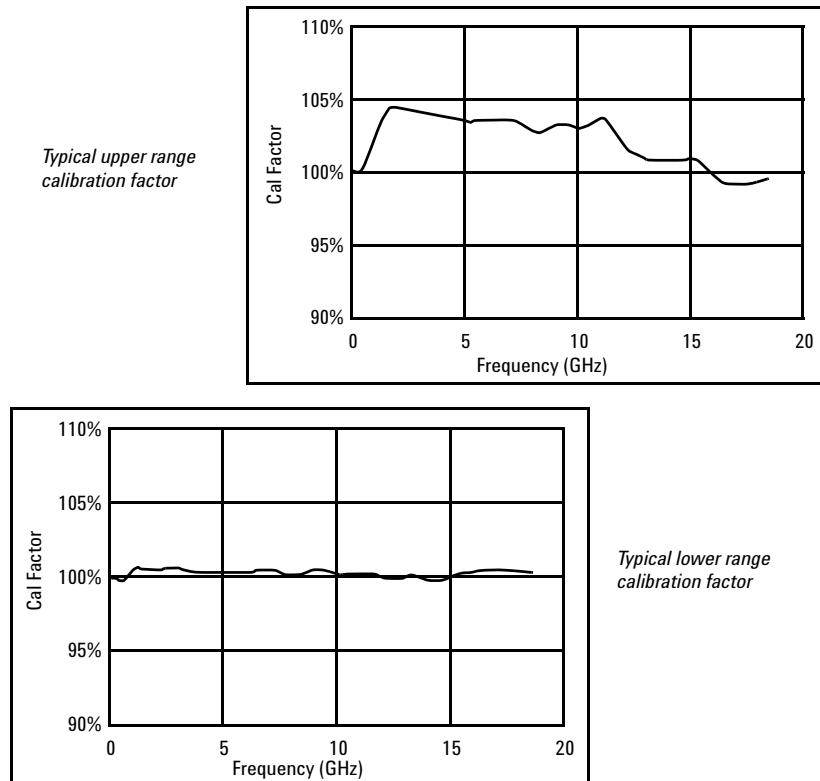 110%
105%
100%
95%
90%
Cal Factor
0 5 10 15 20
Frequency (GHz)
Typical upper range
calibration factor
110%
105%
100%
95%
90%
Cal Factor
0 5 10 15 20
Frequency (GHz)
Typical lower range
calibration factor